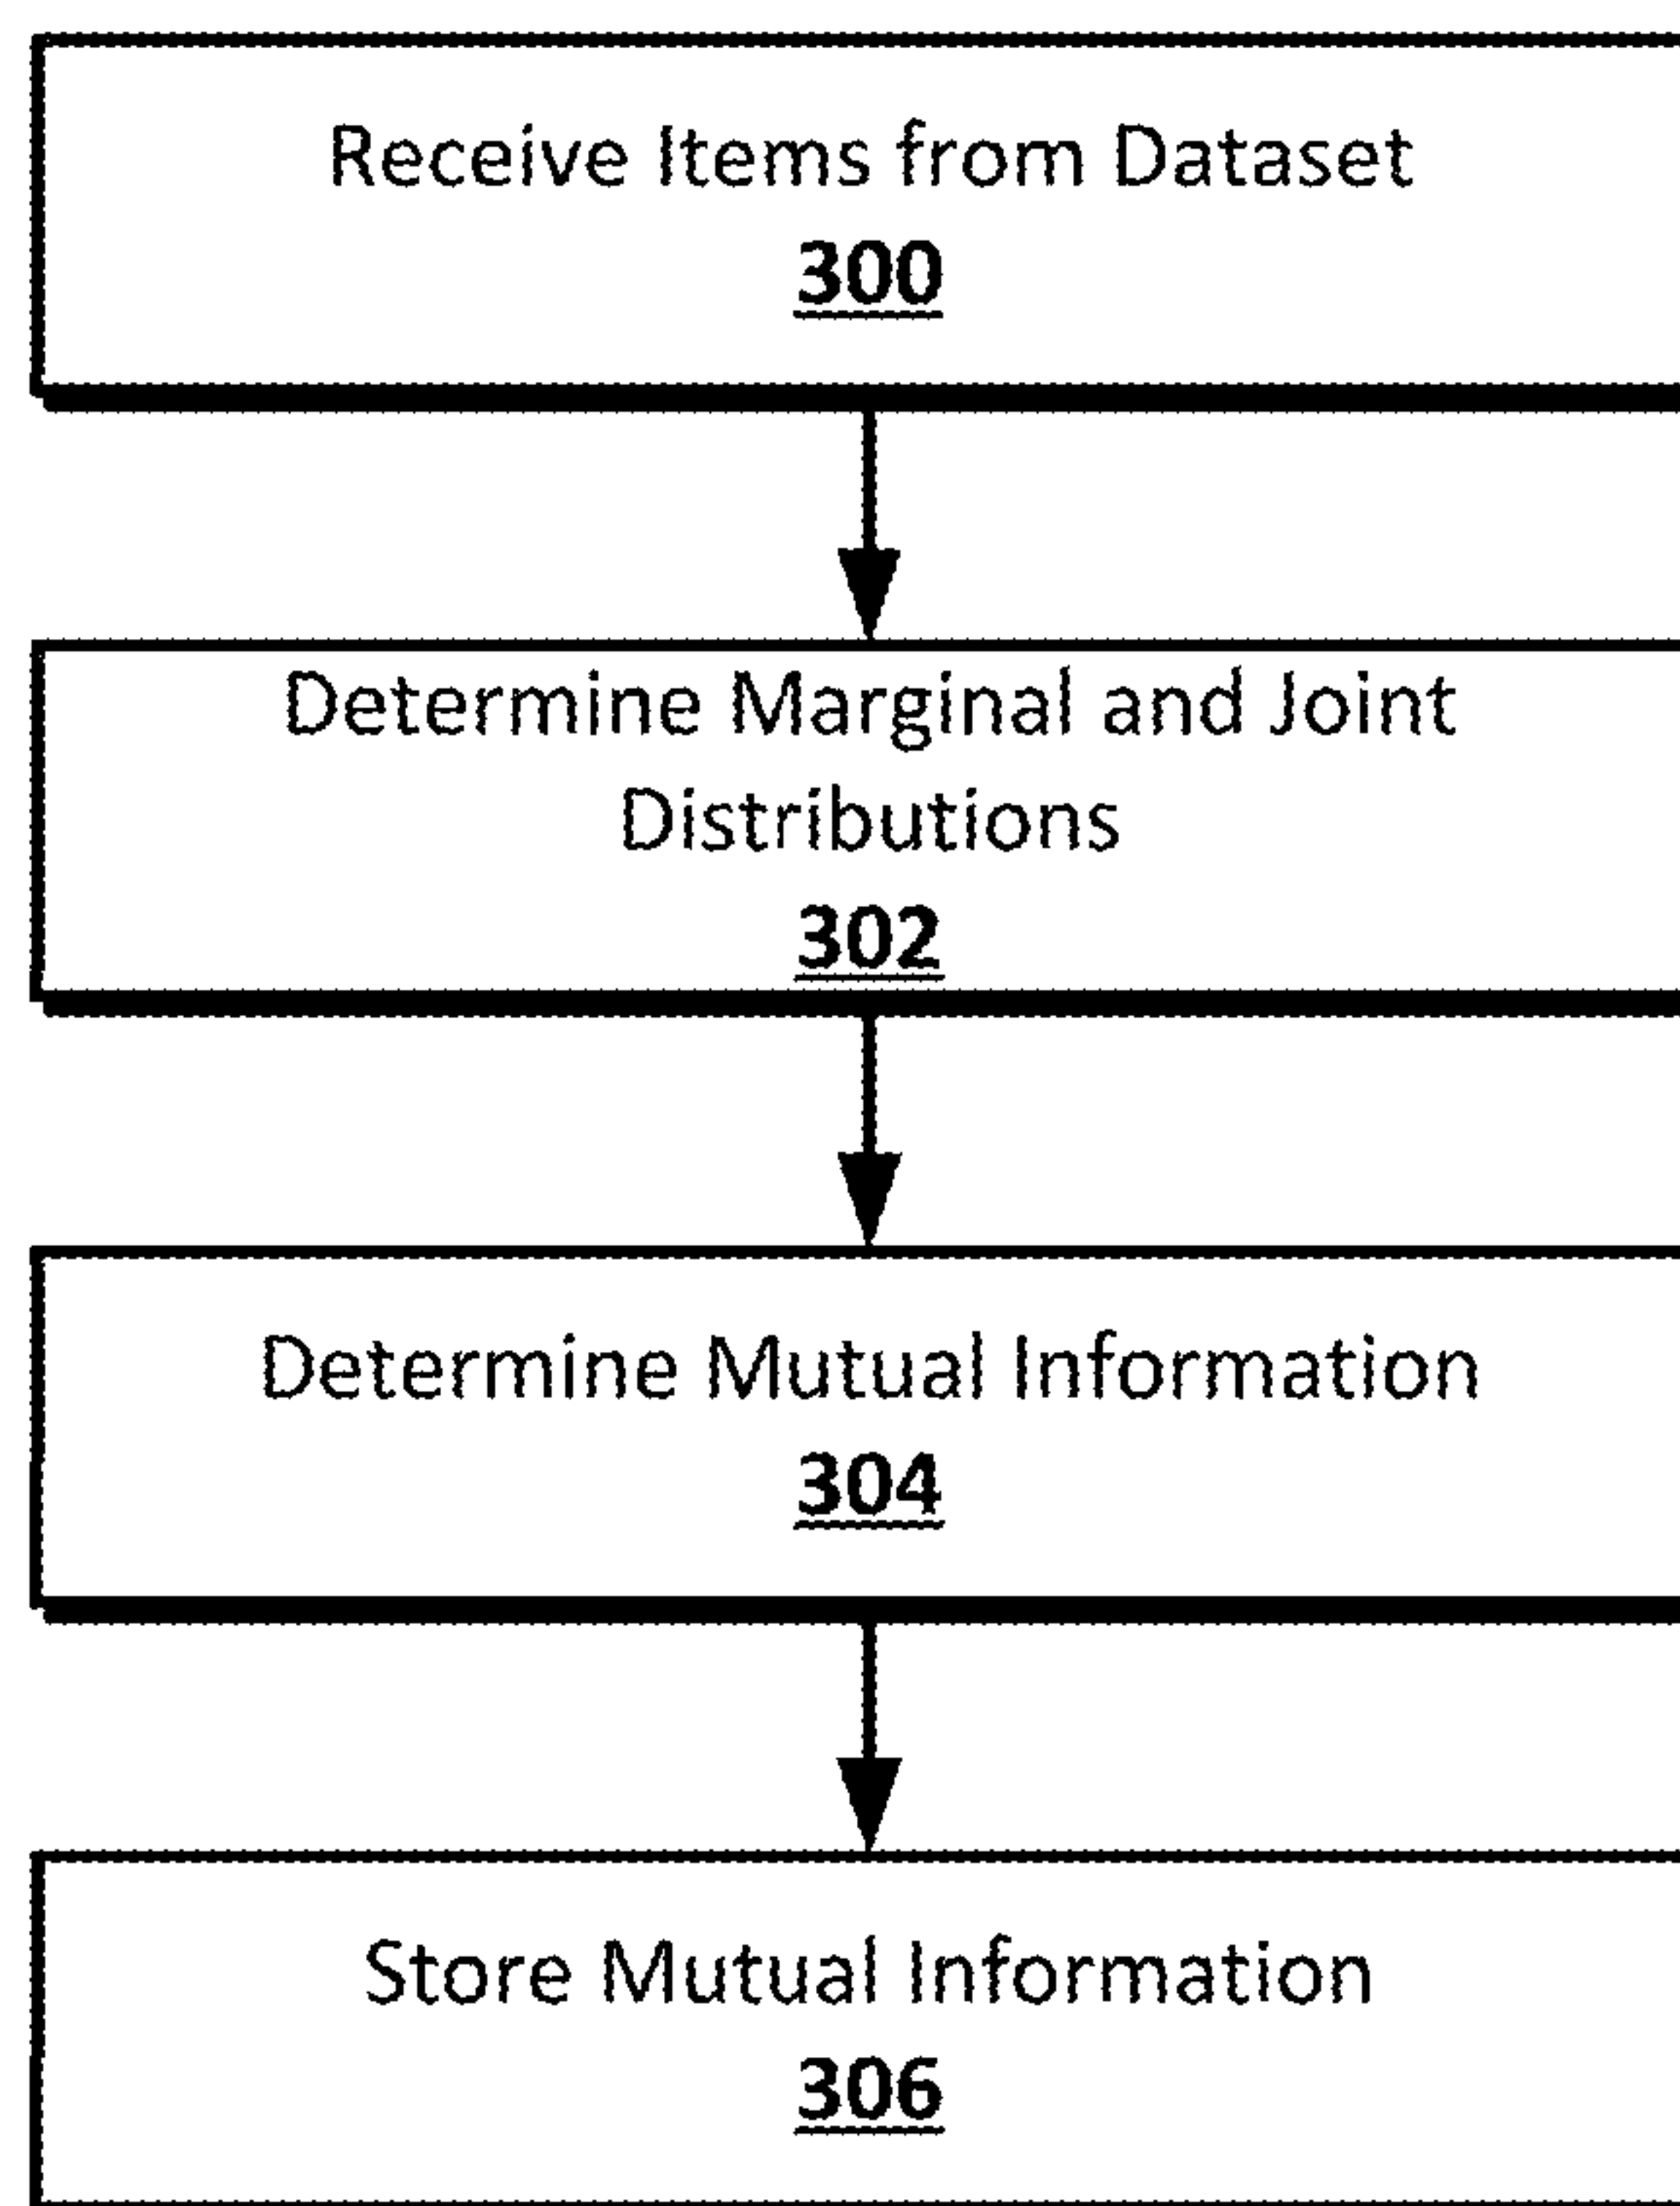 Receive Items from Dataset
300
Determine Marginal and Joint
Distributions
302
Determine Mutual Information
304
Store Mutual Information
306